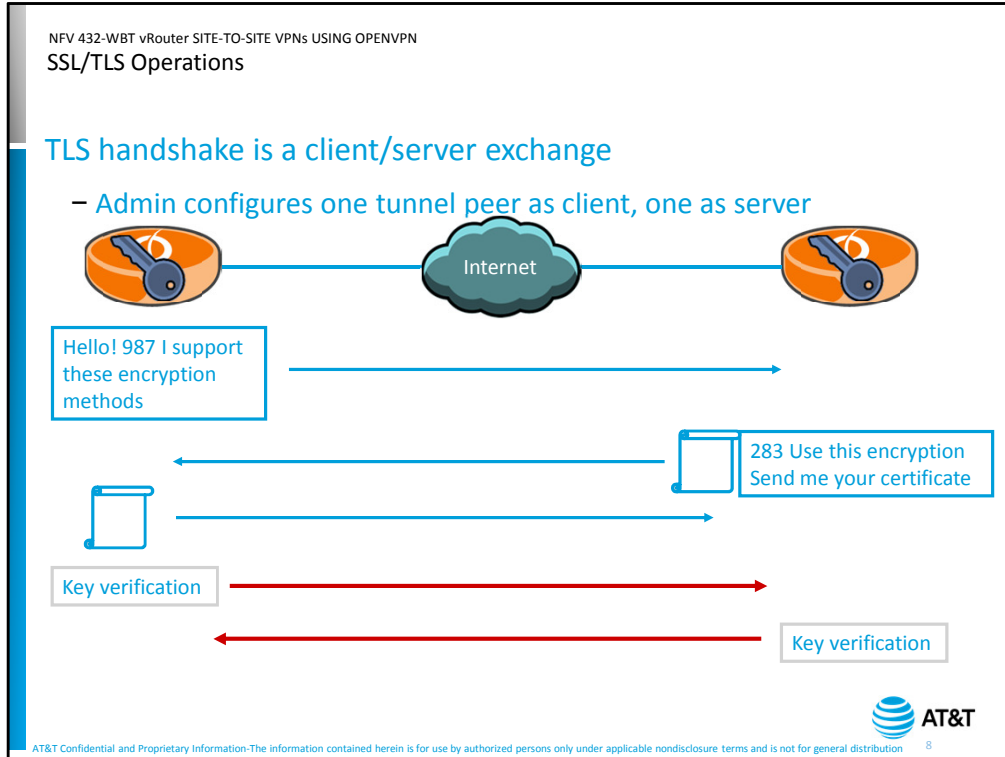 NFV 432-WBT vRouter SITE-TO-SITE VPNs USING OPENVPN
SSL/TLS Operations
TLS handshake is a client/server exchange
– Admin configures one tunnel peer as client, one as server
Internet
Hello! 987 I support
these encryption
methods
283 Use this encryption
Send me your certificate
Key verification
Key verification
AT&T
AT&T Confidential and Proprietary Information-The information contained herein is for use by authorized persons only under applicable nondisclosure terms and is not for general distribution
8